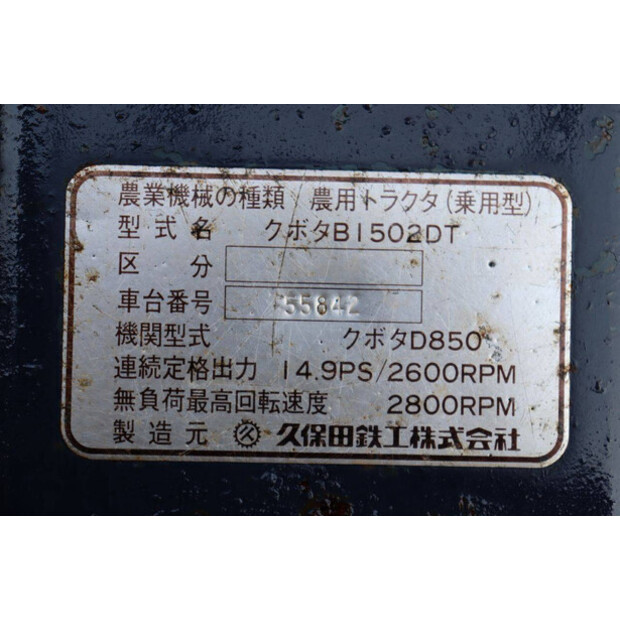 農業機械の種類 農用トラクタ(乗用型)
型式名 クボタB1502DT
区分
車台番号 55842
機関型式 クボタD850
連続定格出力 14.9PS/2600RPM
無負荷最高回転速度 2800RPM
製造元 久保田鉄工株式会社